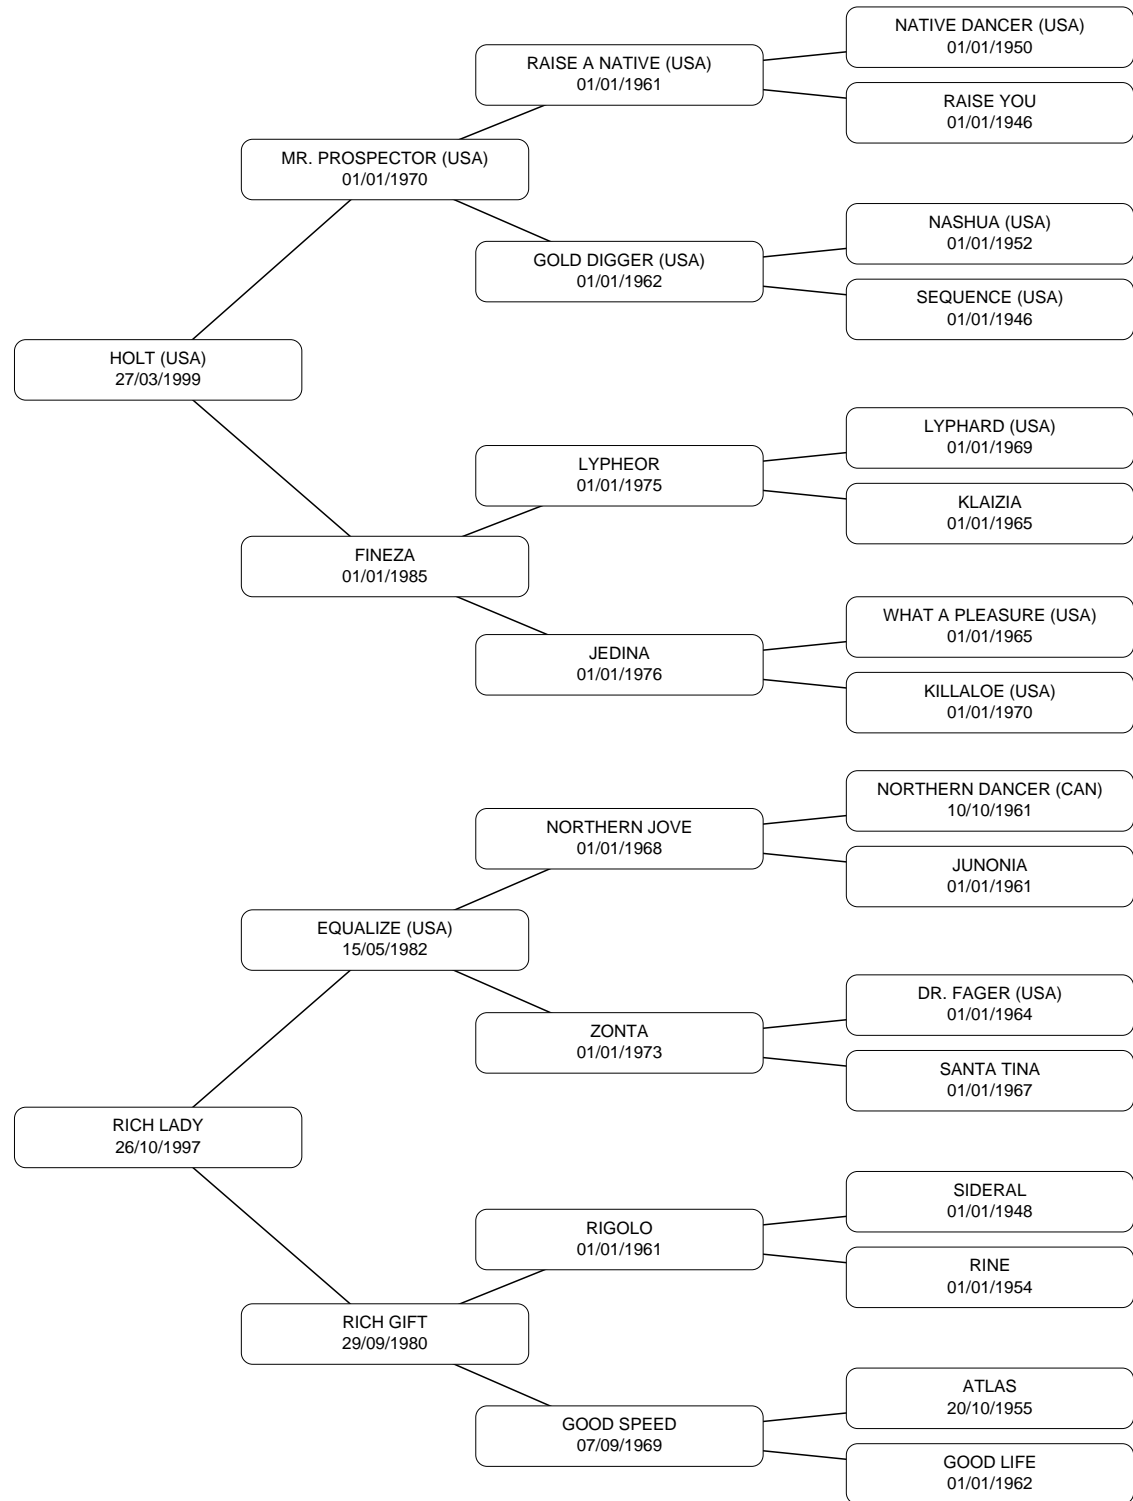 NATIVE DANCER (USA)
01/01/1950
RAISE A NATIVE (USA)
01/01/1961
RAISE YOU
01/01/1946
MR. PROSPECTOR (USA)
01/01/1970
NASHUA (USA)
01/01/1952
GOLD DIGGER (USA)
01/01/1962
SEQUENCE (USA)
01/01/1946
HOLT (USA)
27/03/1999
LYPHARD (USA)
01/01/1969
LYPHEOR
01/01/1975
KLAIZIA
01/01/1965
FINEZA
01/01/1985
WHAT A PLEASURE (USA)
01/01/1965
JEDINA
01/01/1976
KILLALOE (USA)
01/01/1970
NORTHERN DANCER (CAN)
10/10/1961
NORTHERN JOVE
01/01/1968
JUNONIA
01/01/1961
EQUALIZE (USA)
15/05/1982
DR. FAGER (USA)
01/01/1964
ZONTA
01/01/1973
SANTA TINA
01/01/1967
RICH LADY
26/10/1997
SIDERAL
01/01/1948
RIGOLO
01/01/1961
RINE
01/01/1954
RICH GIFT
29/09/1980
ATLAS
20/10/1955
GOOD SPEED
07/09/1969
GOOD LIFE
01/01/1962